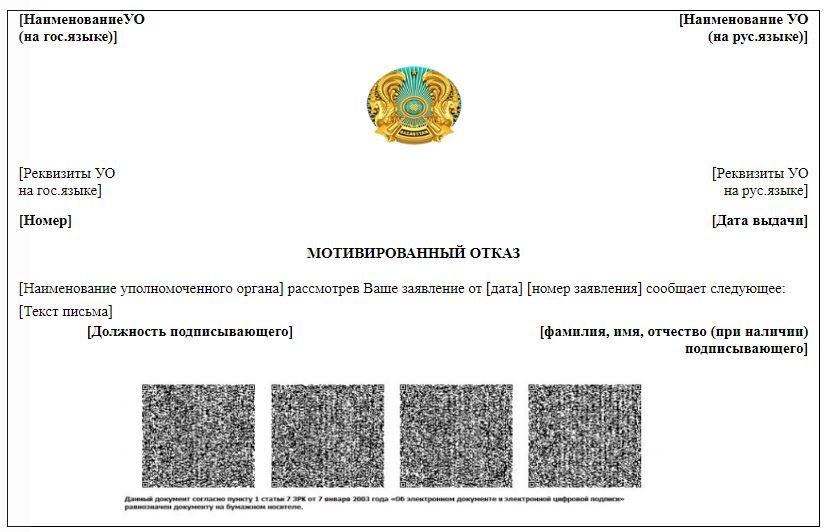 [НаименованиеУО
(на гос.языке)]
[Наименование УО
(на рус.языке)]
KAZAKHSTAN
[Реквизиты УО
на гос.языке]
[Реквизиты УО
на рус.языке]
[Номер]
[Дата выдачи]
МОТИВИРОВАННЫЙ ОТКАЗ
[Наименование уполномоченного органа] рассмотрев Ваше заявление от [дата] [номер заявления] сообщает следующее:
[Текст письма]
[Должность подписывающего]
[фамилия, имя, отчество (при наличии)
подписывающего]
Данный документ согласно пункту 1 статьи 7 ЗРК от 7 января 2003 года «Об электронном документе и электронной цифровой подписи»
равнозначен документу на бумажном носителе.